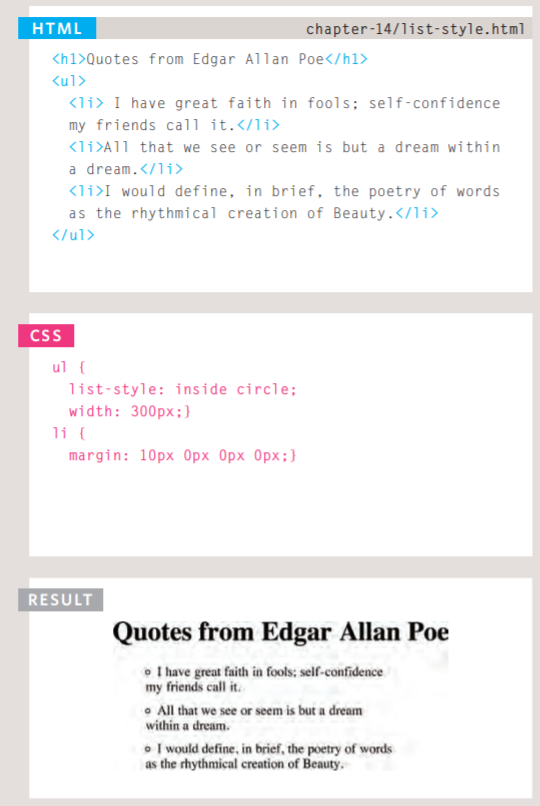 HTML
chapter-14/list-style.html
<h1>Quotes from Edgar Allan Poe</h1>
<ul>
<li> I have great faith in fools; self-confidence
my friends call it.</li>
<li>All that we see or seem is but a dream within
a dream.</li>
<li>I would define, in brief, the poetry of words
as the rhythmical creation of Beauty.</li>
</ul>
CSS
ul {
list-style: inside circle;
width: 300px;}
li {
margin: 10px 0px 0px 0px;}
RESULT
Quotes from Edgar Allan Poe
I have great faith in fools; self-confidence
my friends call it.
All that we see or seem is but a dream
within a dream.
I would define, in brief, the poetry of words
as the rhythmical creation of Beauty.